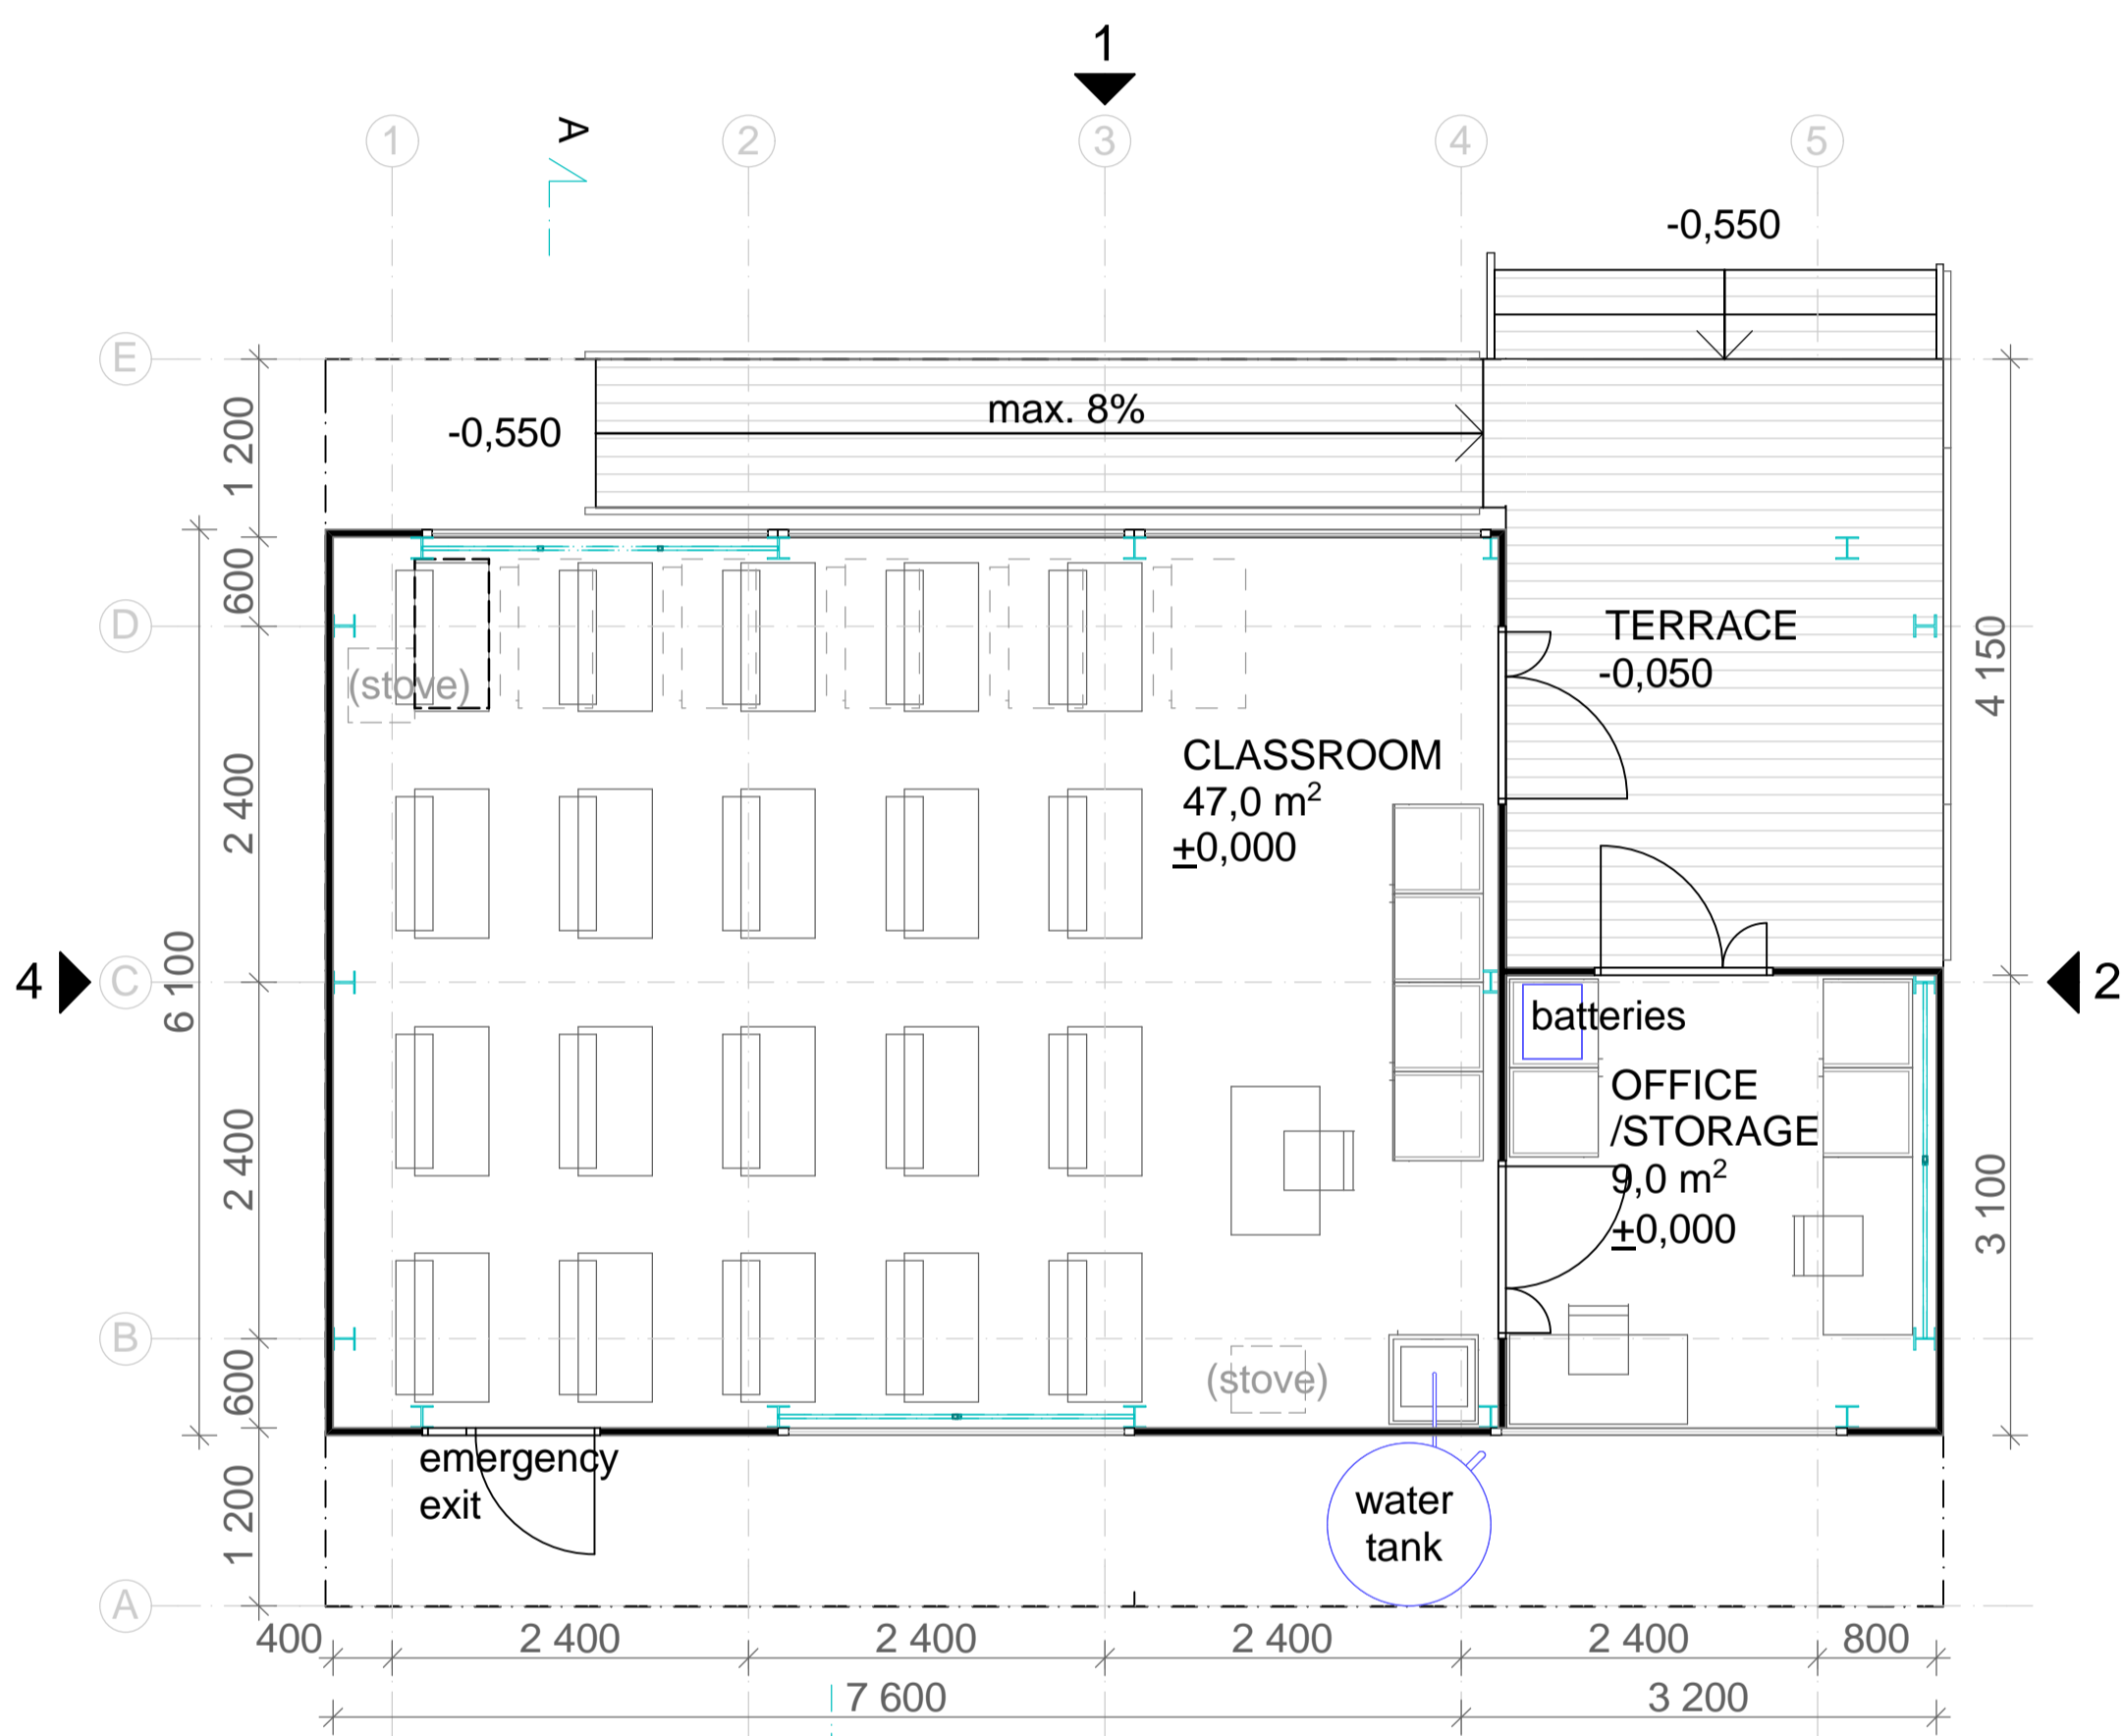 1
A
1
2
3
4
5
-0,550
E
max. 8%
-0,550
1 200
600
D
TERRACE
-0,050
(stove)
4 150
CLASSROOM
47,0 m²
±0,000
2 400
4
C
6 100
2
batteries
OFFICE
/STORAGE
9,0 m²
±0,000
2 400
3 100
B
600
(stove)
emergency
exit
water
tank
1 200
A
400
2 400
2 400
2 400
2 400
800
7 600
3 200